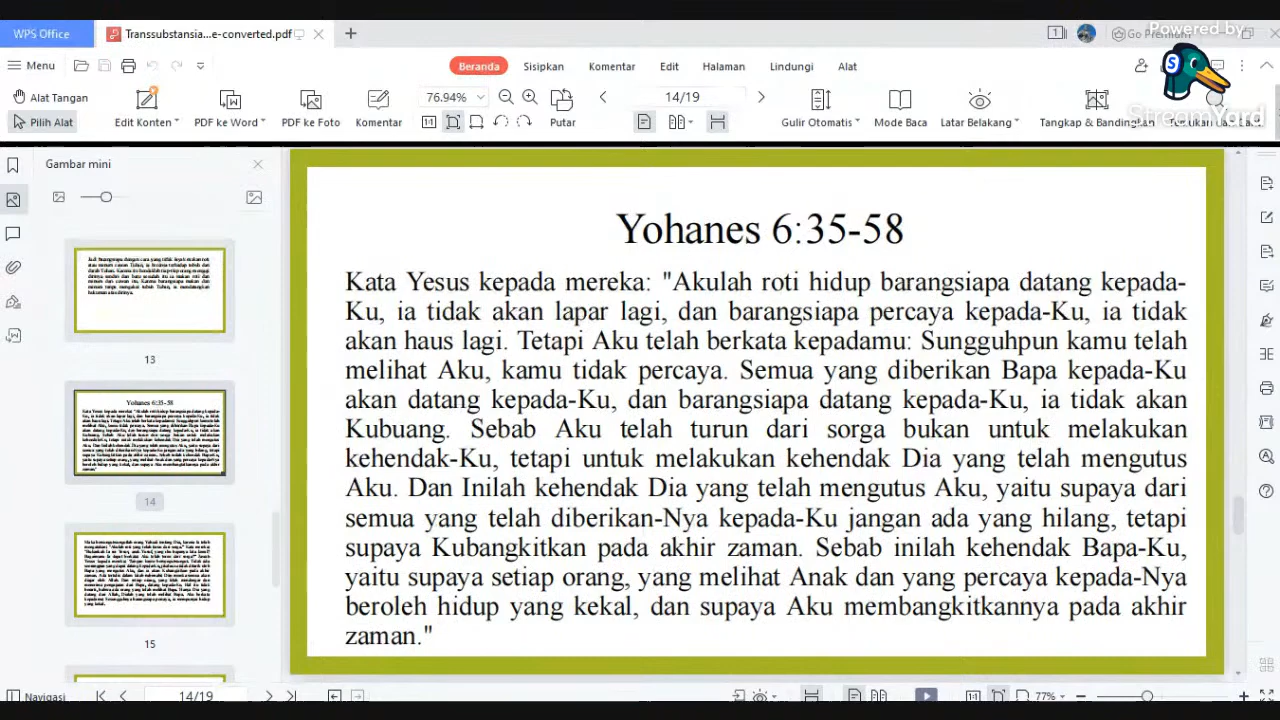 WPS Office
Transsubstansia...e-converted.pdf
Go Premium
Powered by
StreamYard
Menu
Beranda
Sisipkan
Komentar
Edit
Halaman
Lindungi
Alat
Alat Tangan
Pilih Alat
Edit Konten
PDF ke Word
PDF ke Foto
Komentar
76.94%
Putar
14/19
Gulir Otomatis
Mode Baca
Latar Belakang
Tangkap & Bandingkan
Gambar mini
13
14
15
Yohanes 6:35-58
Kata Yesus kepada mereka: "Akulah roti hidup barangsiapa datang kepada-
Ku, ia tidak akan lapar lagi, dan barangsiapa percaya kepada-Ku, ia tidak
akan haus lagi. Tetapi Aku telah berkata kepadamu: Sungguhpun kamu telah
melihat Aku, kamu tidak percaya. Semua yang diberikan Bapa kepada-Ku
akan datang kepada-Ku, dan barangsiapa datang kepada-Ku, ia tidak akan
Kubuang. Sebab Aku telah turun dari sorga bukan untuk melakukan
kehendak-Ku, tetapi untuk melakukan kehendak Dia yang telah mengutus
Aku. Dan Inilah kehendak Dia yang telah mengutus Aku, yaitu supaya dari
semua yang telah diberikan-Nya kepada-Ku jangan ada yang hilang, tetapi
supaya Kubangkitkan pada akhir zaman. Sebab inilah kehendak Bapa-Ku,
yaitu supaya setiap orang, yang melihat Anak dan yang percaya kepada-Nya
beroleh hidup yang kekal, dan supaya Aku membangkitkannya pada akhir
zaman."
Navigasi
14/19
77%